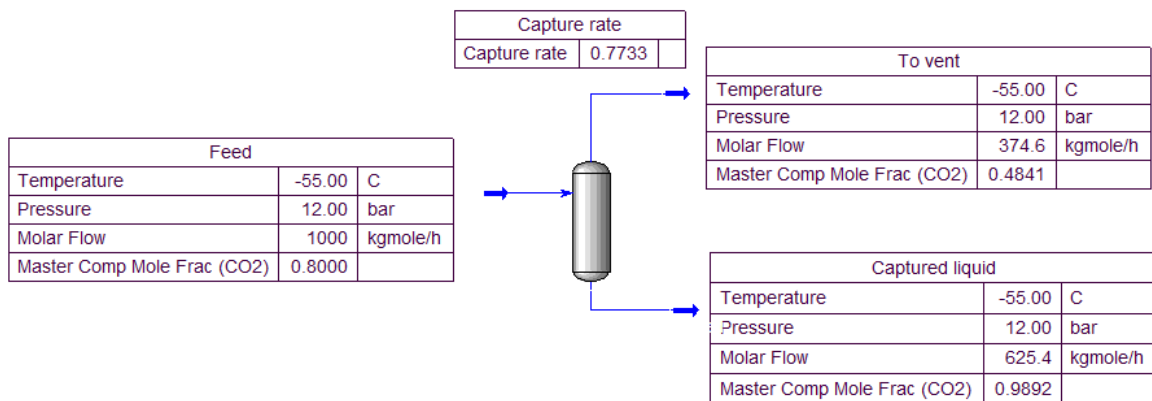 Capture rate
Capture rate 0.7733
To vent
Temperature -55.00 C
Pressure 12.00 bar
Molar Flow 374.6 kgmole/h
Master Comp Mole Frac (CO2) 0.4841
Feed
Temperature -55.00 C
Pressure 12.00 bar
Molar Flow 1000 kgmole/h
Master Comp Mole Frac (CO2) 0.8000
Captured liquid
Temperature -55.00 C
Pressure 12.00 bar
Molar Flow 625.4 kgmole/h
Master Comp Mole Frac (CO2) 0.9892